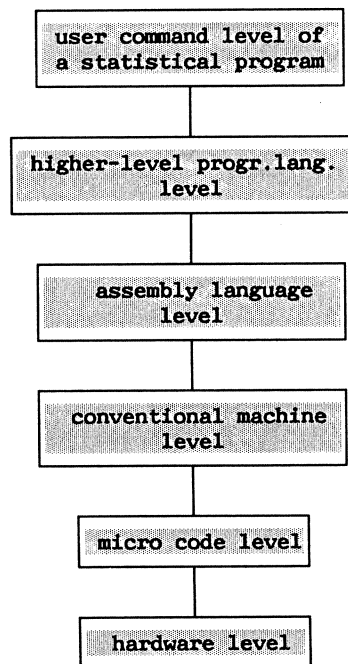 user command level of
a statistical program
higher-level progr.lang.
level
assembly language
level
conventional machine
level
micro code level
hardware level